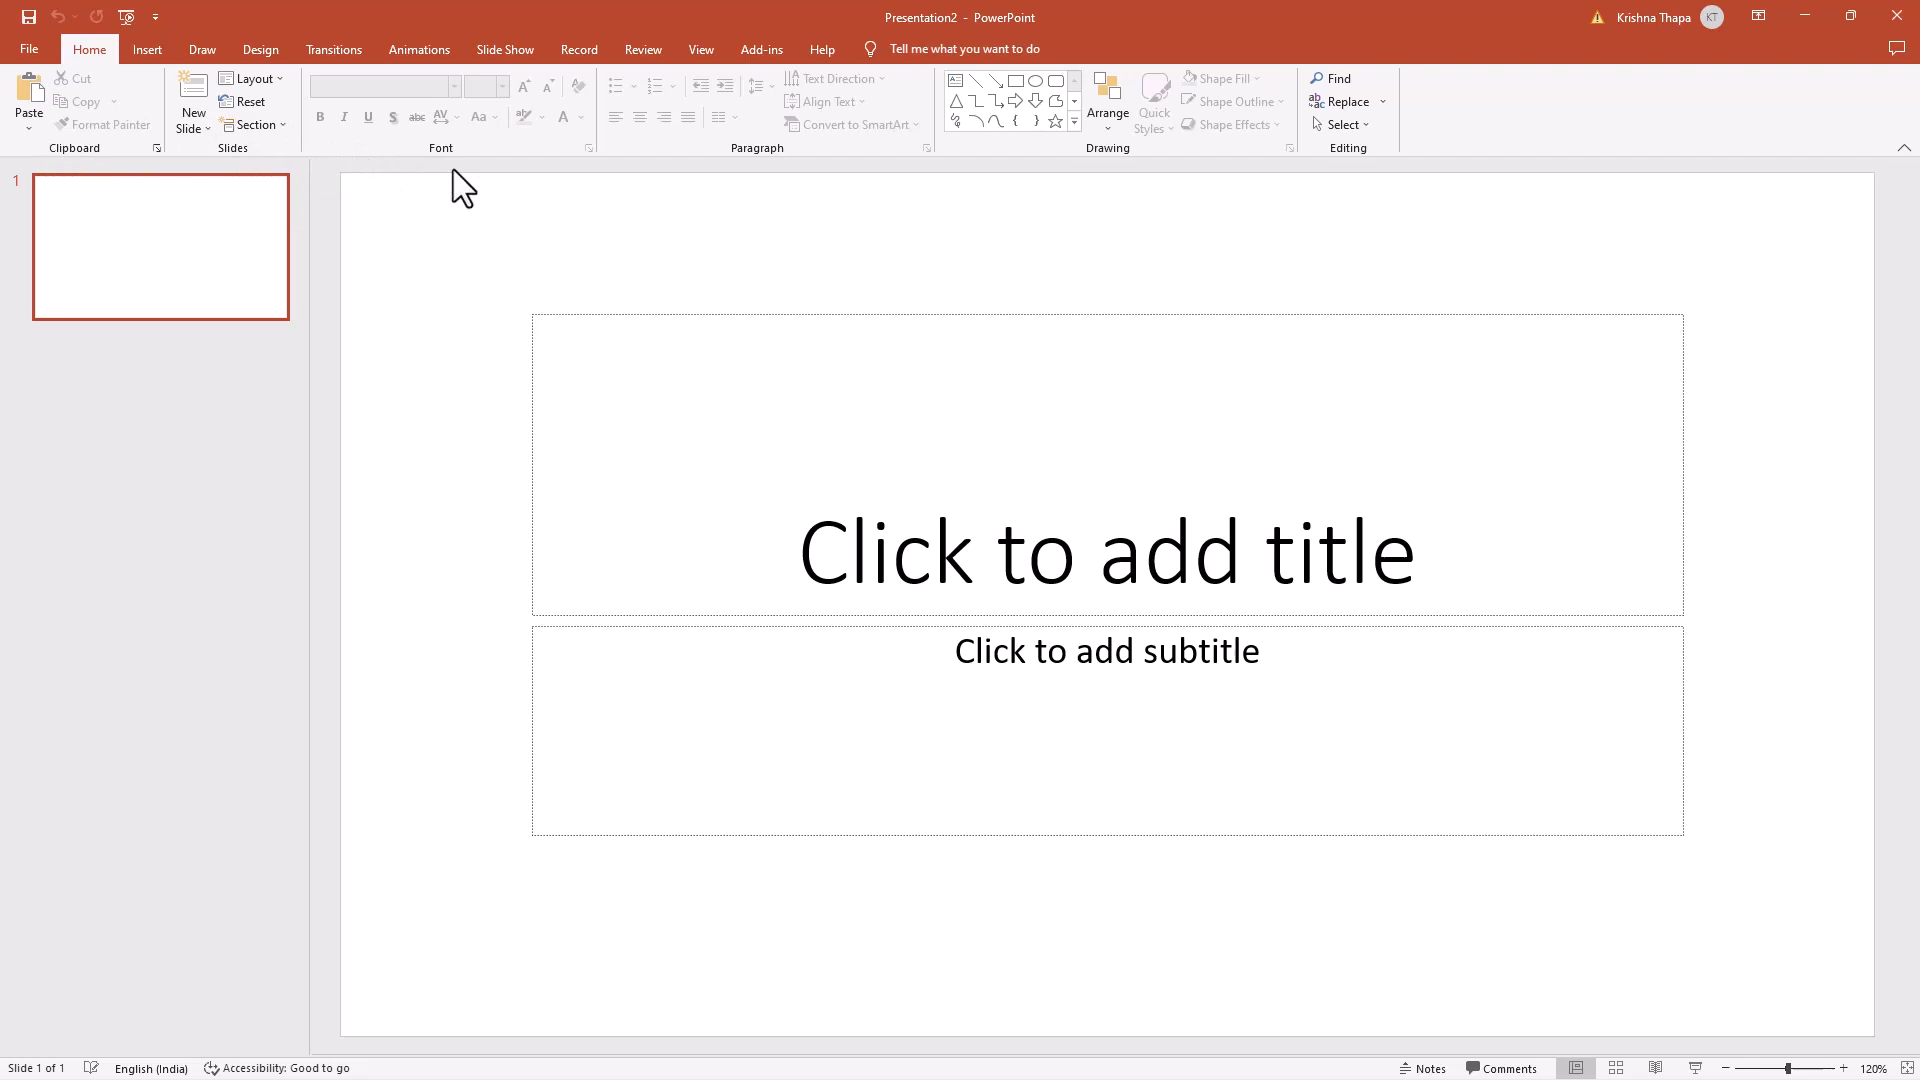 Presentation2 - PowerPoint
Krishna Thapa KT
File Home Insert Draw Design Transitions Animations Slide Show Record Review View Add-ins Help Tell me what you want to do
Paste
Cut
Copy
Format Painter
Clipboard
New
Slide
Layout
Reset
Section
Slides
B I U S abc AV Aa A
Font
Text Direction
Align Text
Convert to SmartArt
Paragraph
Arrange
Quick
Styles
Shape Fill
Shape Outline
Shape Effects
Drawing
Find
Replace
Select
Editing
1
Click to add title
Click to add subtitle
Slide 1 of 1 English (India) Accessibility: Good to go Notes Comments 120%